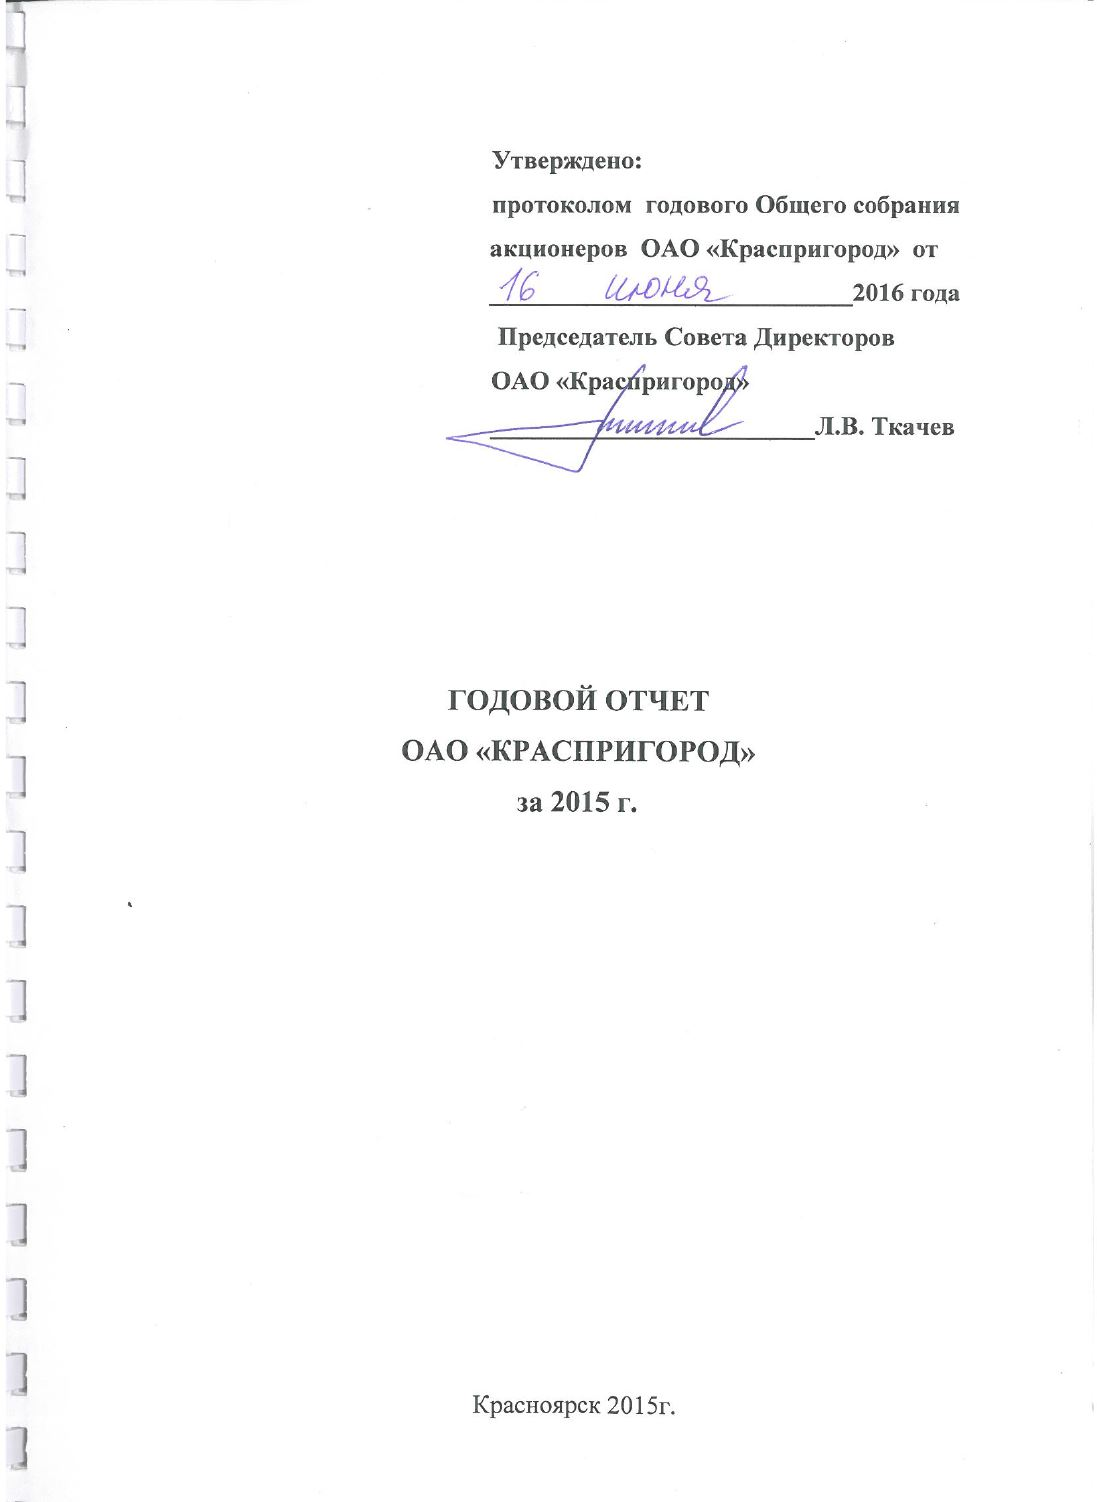 Утверждено:
протоколом годового Общего собрания
акционеров ОАО «Краспригород» от
16 июня 2016 года
Председатель Совета Директоров
ОАО «Краспригород»
Л.В. Ткачев
ГОДОВОЙ ОТЧЕТ
ОАО «КРАСПРИГОРОД»
за 2015 г.
Красноярск 2015г.